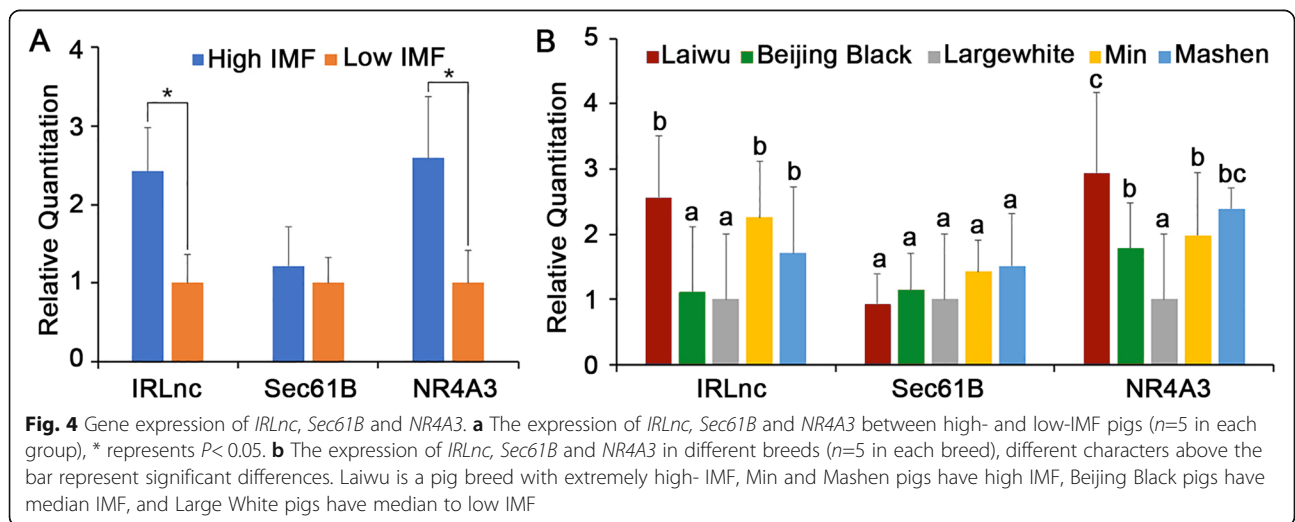 A
High IMF Low IMF
4
3
2
1
0
Relative Quantitation
*
*
IRLnc Sec61B NR4A3
B
Laiwu Beijing Black Largewhite Min Mashen
5
4
3
2
1
0
Relative Quantitation
b a a b b
a a a a a
c b a b bc
IRLnc Sec61B NR4A3
Fig. 4 Gene expression of IRLnc, Sec61B and NR4A3. a The expression of IRLnc, Sec61B and NR4A3 between high- and low-IMF pigs (n=5 in each
group), * represents P< 0.05. b The expression of IRLnc, Sec61B and NR4A3 in different breeds (n=5 in each breed), different characters above the
bar represent significant differences. Laiwu is a pig breed with extremely high- IMF, Min and Mashen pigs have high IMF, Beijing Black pigs have
median IMF, and Large White pigs have median to low IMF